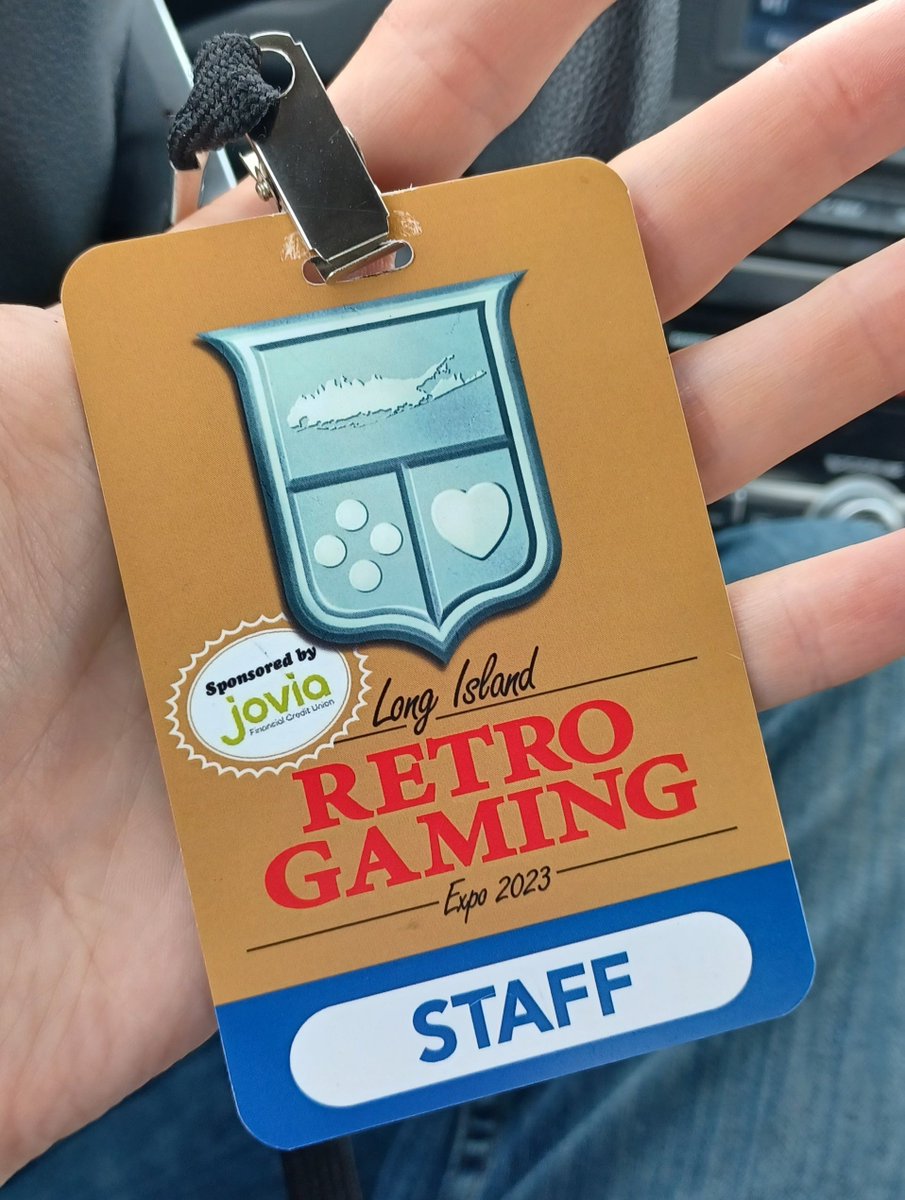 Sponsored by
jovia
Financial Credit Union
Long Island
RETRO
GAMING
Expo 2023
STAFF